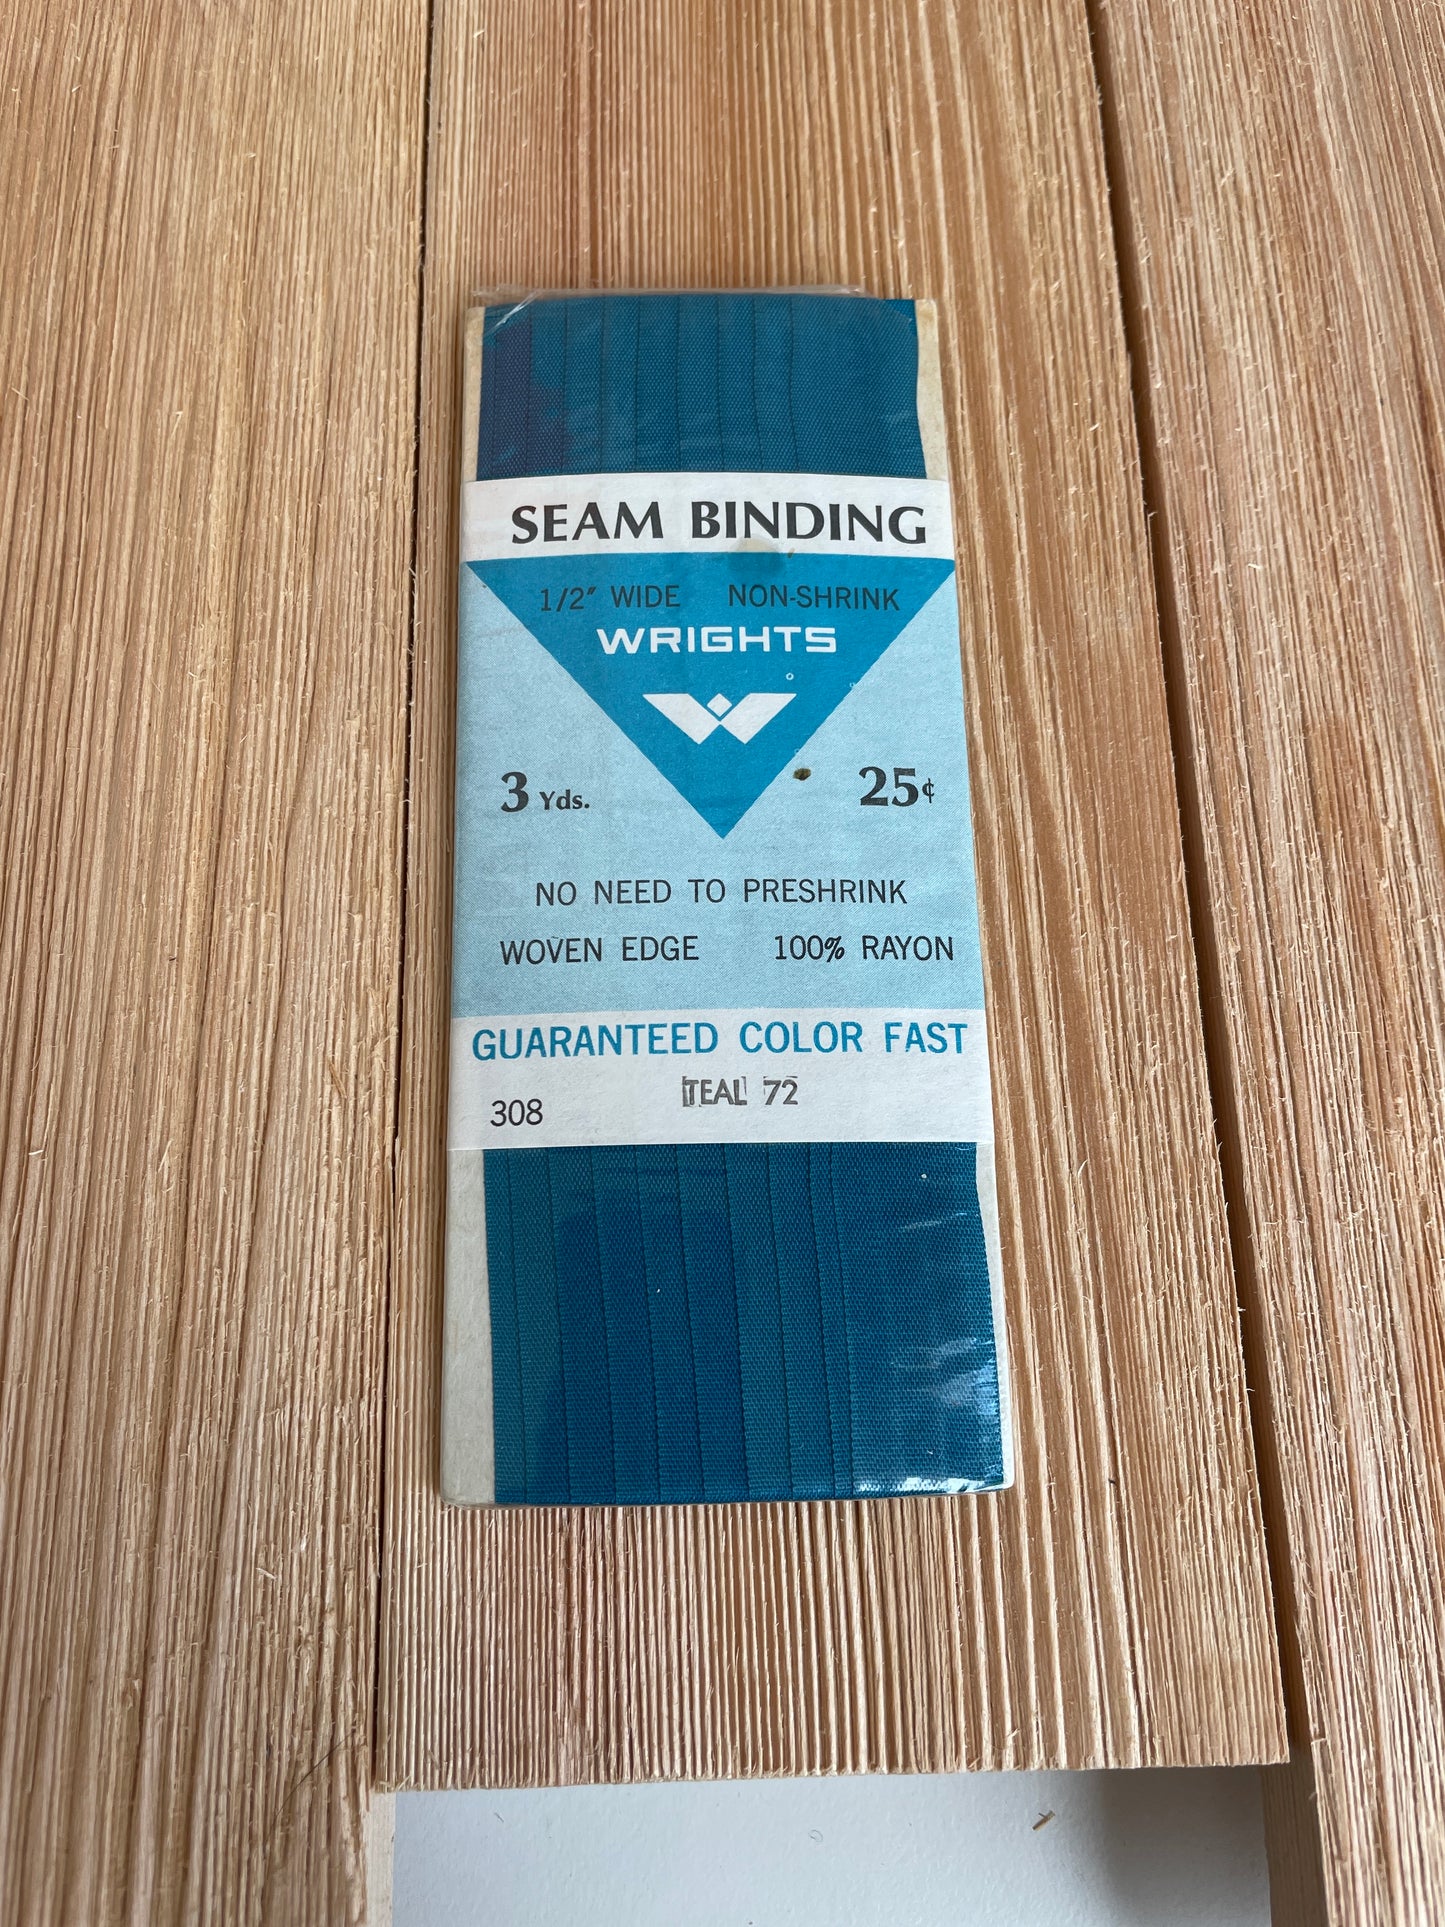 SEAM BINDING
1/2" WIDE NON-SHRINK
WRIGHTS
3 Yds. 25¢
NO NEED TO PRESHRINK
WOVEN EDGE 100% RAYON
GUARANTEED COLOR FAST
TEAL 72
308